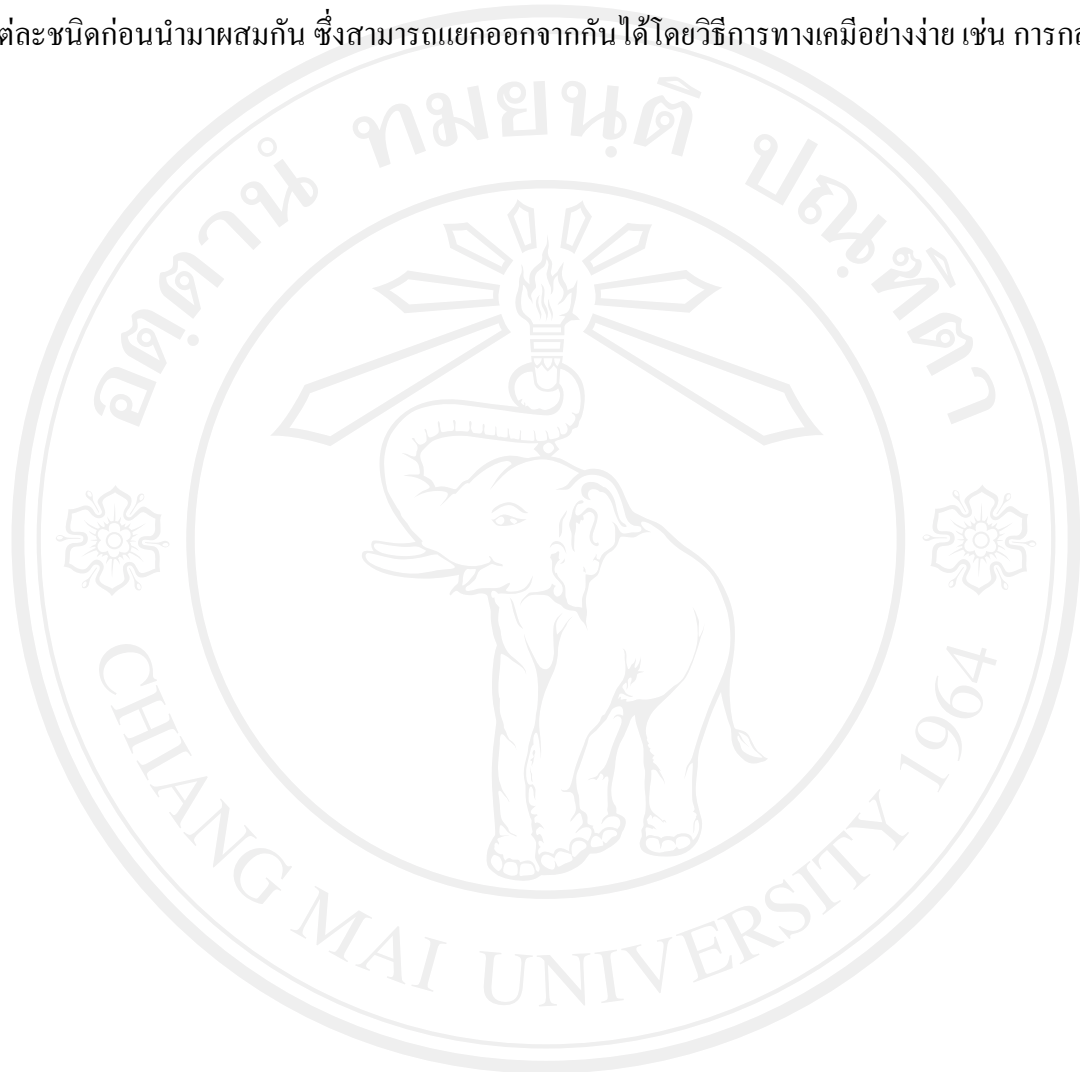 ต่ละชนิดก่อนนำมาผสมกัน ซึ่งสามารถแยกออกจากกันได้โดยวิธีการทางเคมีอย่างง่าย เช่น การกล
อตฺตานํ ทมยนฺติ ปณฺฑิตา
CHIANG MAI UNIVERSITY 1964